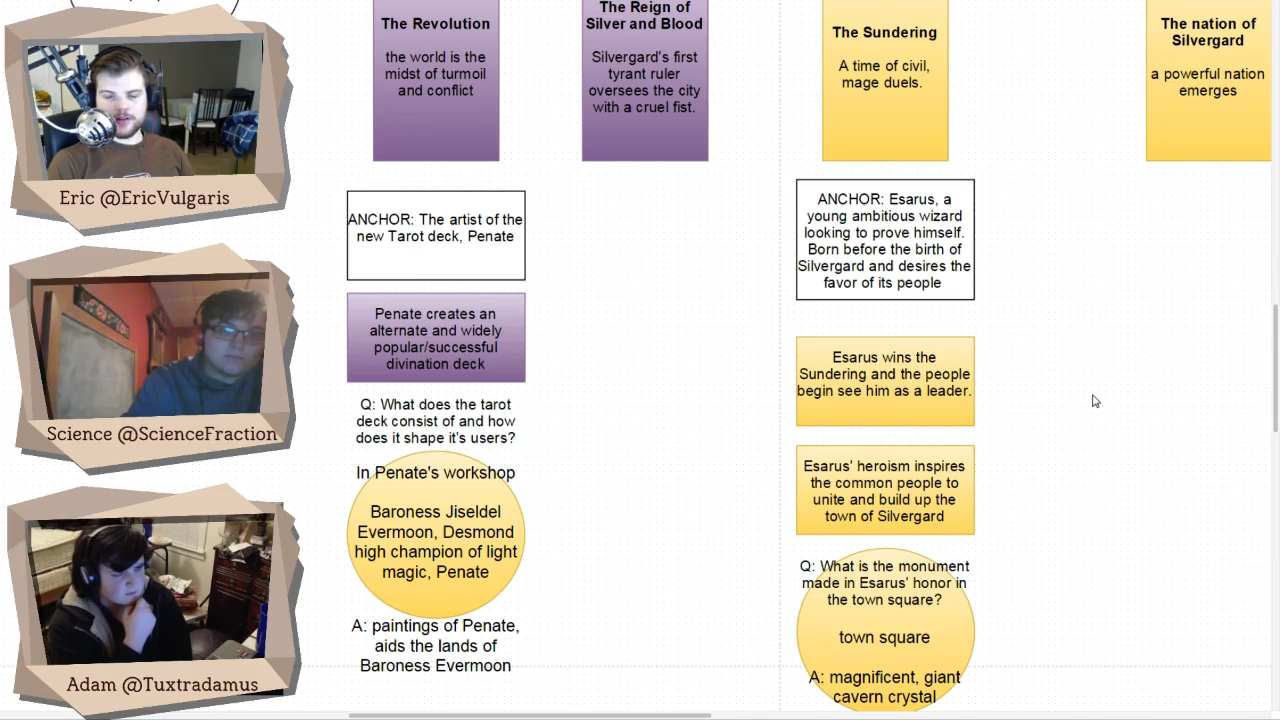 The Revolution
the world is the
midst of turmoil
and conflict
The Reign of
Silver and Blood
Silvergard's first
tyrant ruler
oversees the city
with a cruel fist.
The Sundering
A time of civil,
mage duels.
The nation of
Silvergard
a powerful nation
emerges
Eric @EricVulgaris
Science @ScienceFraction
Adam @Tuxtradamus
ANCHOR: The artist of the
new Tarot deck, Penate
Penate creates an
alternate and widely
popular/successful
divination deck
Q: What does the tarot
deck consist of and how
does it shape it's users?
In Penate's workshop
Baroness Jiseldel
Evermoon, Desmond
high champion of light
magic, Penate
A: paintings of Penate,
aids the lands of
Baroness Evermoon
ANCHOR: Esarus, a
young ambitious wizard
looking to prove himself.
Born before the birth of
Silvergard and desires the
favor of its people
Esarus wins the
Sundering and the people
begin see him as a leader.
Esarus' heroism inspires
the common people to
unite and build up the
town of Silvergard
Q: What is the monument
made in Esarus' honor in
the town square?
town square
A: magnificent, giant
cavern crystal